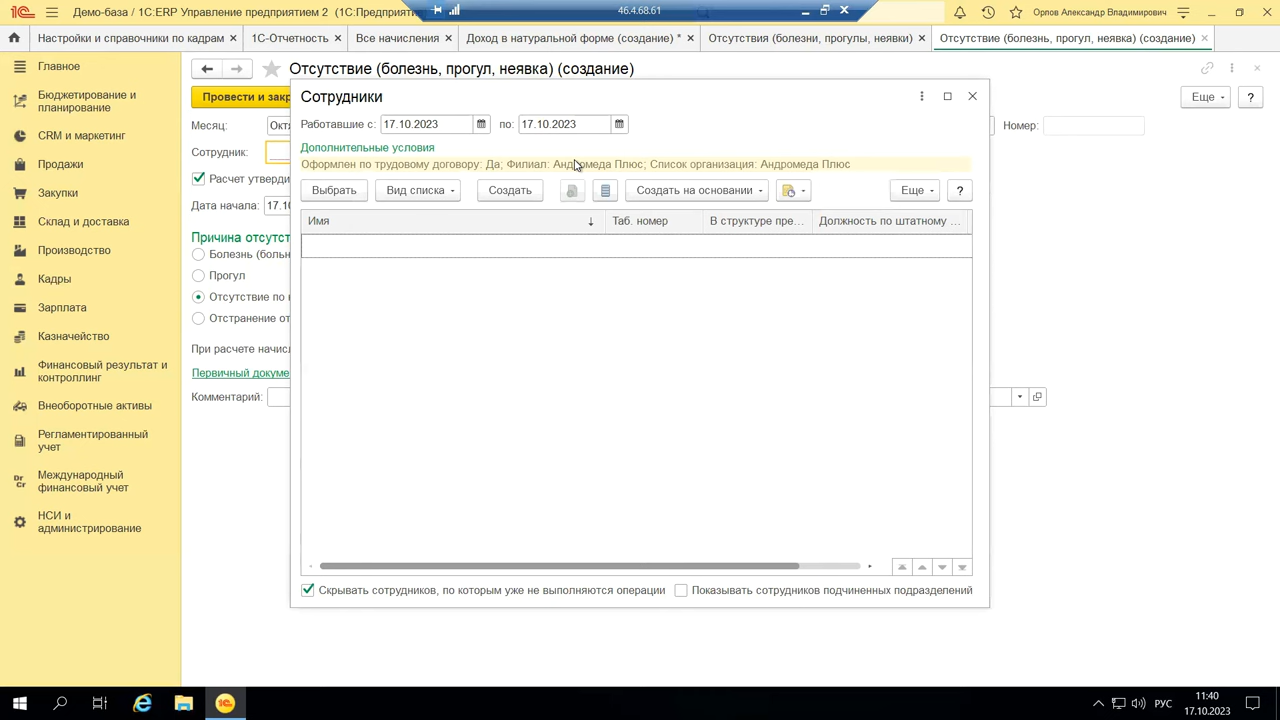 Демо-база / 1С:ERP Управление предприятием 2 (1С:Предприятие
46.4.68.61
Орлов Александр Владимирович
Настройки и справочники по кадрам
1С-Отчетность
Все начисления
Доход в натуральной форме (создание) *
Отсутствия (болезни, прогулы, неявки)
Отсутствие (болезнь, прогул, неявка) (создание)
Главное
Бюджетирование и
планирование
CRM и маркетинг
Продажи
Закупки
Склад и доставка
Производство
Кадры
Зарплата
Казначейство
Финансовый результат и
контроллинг
Внеоборотные активы
Регламентированный
учет
Международный
финансовый учет
НСИ и
администрирование
Отсутствие (болезнь, прогул, неявка) (создание)
Провести и закр
Еще
?
Месяц:
Октя
Номер:
Сотрудник:
Расчет утверди
Дата начала:
17.10
Причина отсутст
Болезнь (больн
Прогул
Отсутствие по н
Отстранение от
При расчете начисл
Первичный докуме
Комментарий:
Сотрудники
Работавшие с: 17.10.2023 по: 17.10.2023
Дополнительные условия
Оформлен по трудовому договору: Да; Филиал: Андромеда Плюс; Список организация: Андромеда Плюс
Выбрать
Вид списка
Создать
Создать на основании
Еще
?
Имя
Таб. номер
В структуре пре...
Должность по штатному ...
Скрывать сотрудников, по которым уже не выполняются операции
Показывать сотрудников подчиненных подразделений
РУС
11:40
17.10.2023